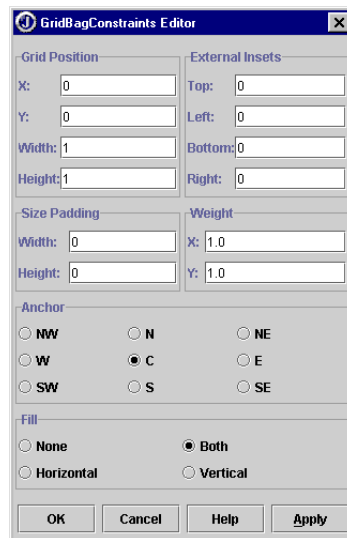 GridBagConstraints Editor
Grid Position
X: 0
Y: 0
Width: 1
Height: 1
External Insets
Top: 0
Left: 0
Bottom: 0
Right: 0
Size Padding
Width: 0
Height: 0
Weight
X: 1.0
Y: 1.0
Anchor
NW N NE
W C E
SW S SE
Fill
None Both
Horizontal Vertical
OK Cancel Help Apply